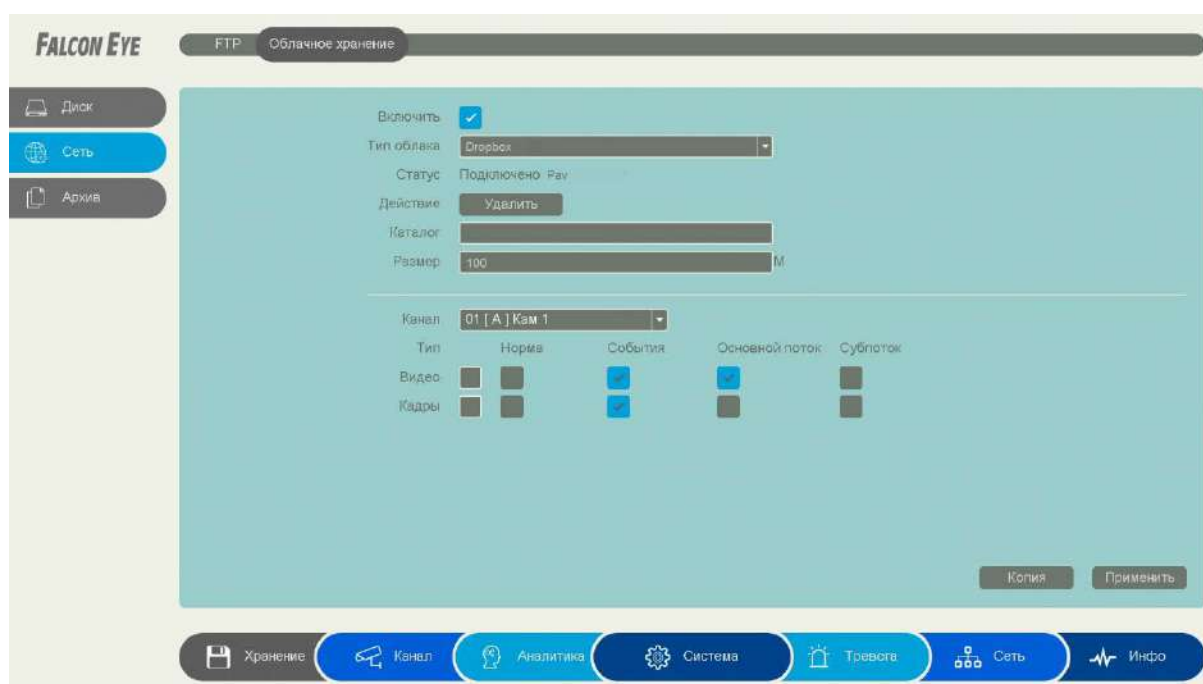 FALCON EYE
FTP Облачное хранение
Диск
Сеть
Архив
Включить
Тип облака Dropbox
Статус Подключено Pav
Действие Удалить
Каталог
Размер 100 M
Канал 01 [ A ] Кам 1
Тип Норма События Основной поток Субпоток
Видео
Кадры
Копия Применить
Хранение Канал Аналитика Система Тревога Сеть Инфо